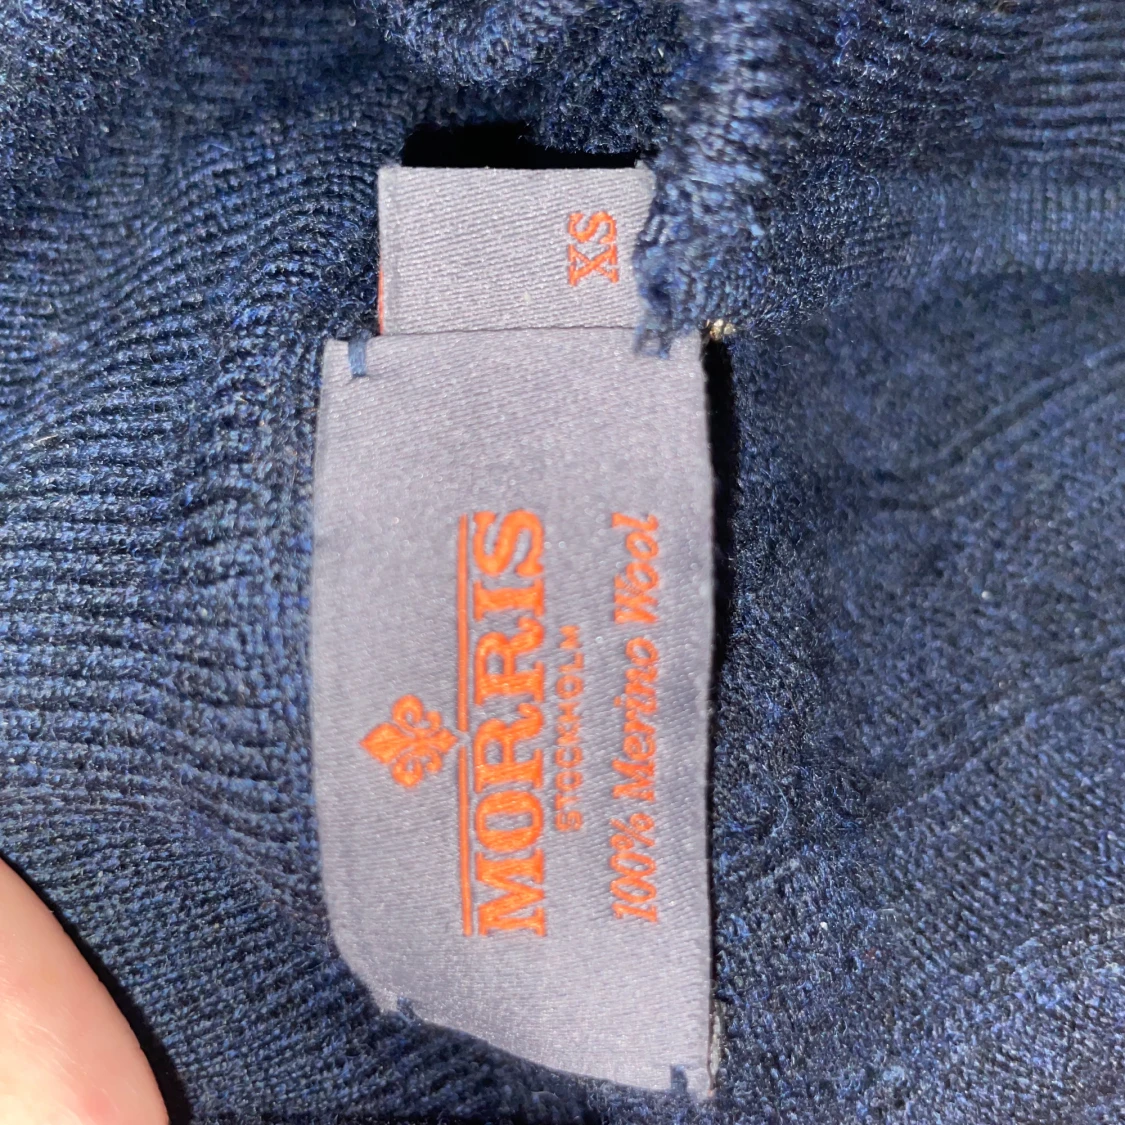 MORRIS
STOCKHOLM
100% Merino Wool
XS